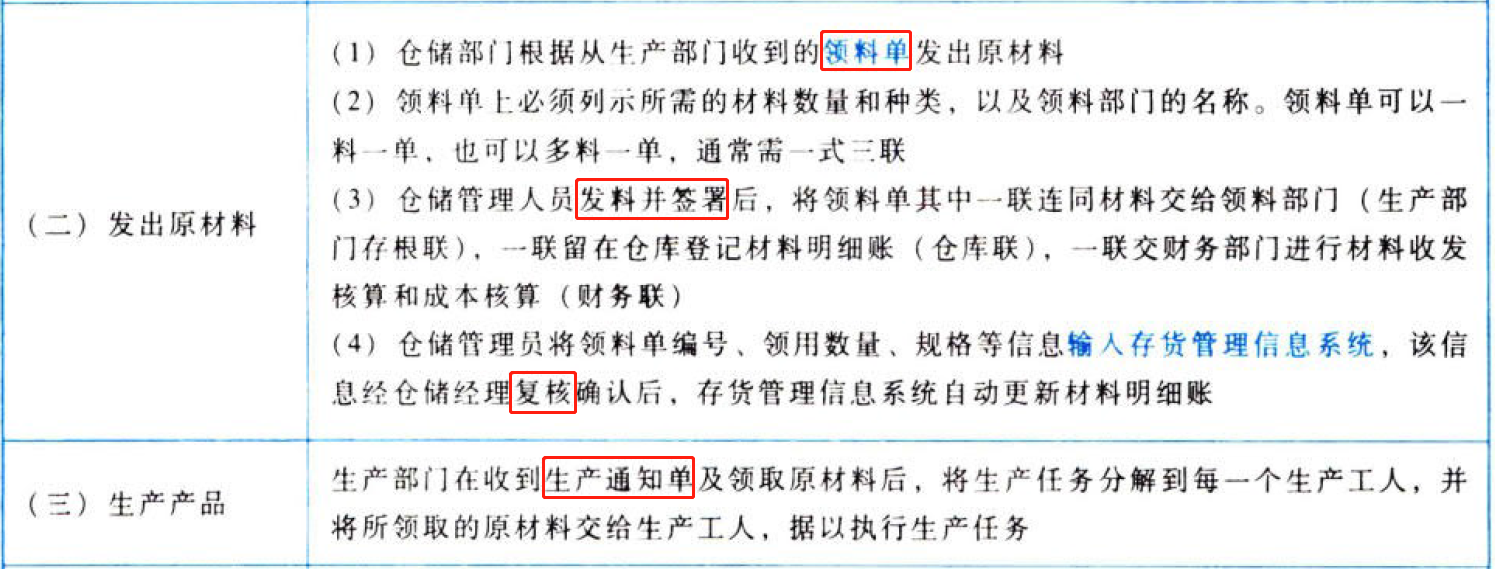 (1) 仓储部门根据从生产部门收到的领料单发出原材料
(2) 领料单上必须列示所需的材料数量和种类，以及领料部门的名称。领料单可以一
料一单，也可以多料一单，通常需一式三联
(二) 发出原材料
(3) 仓储管理人员发料并签署后，将领料单其中一联连同材料交给领料部门（生产部
门存根联），一联留在仓库登记材料明细账（仓库联），一联交财务部门进行材料收发
核算和成本核算（财务联）
(4) 仓储管理员将领料单编号、领用数量、规格等信息输入存货管理信息系统，该信
息经仓储经理复核确认后，存货管理信息系统自动更新材料明细账
(三) 生产产品
生产部门在收到生产通知单及领取原材料后，将生产任务分解到每一个生产工人，并
将所领取的原材料交给生产工人，据以执行生产任务